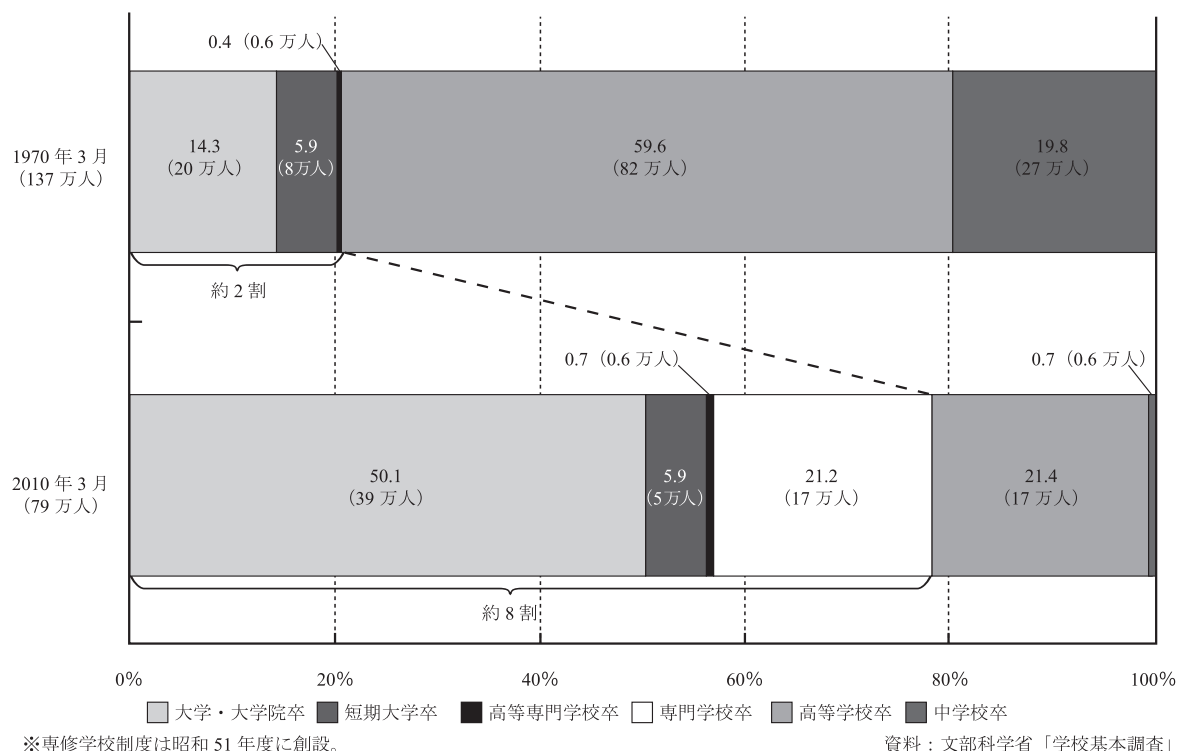 0.4（0.6 万人）
1970 年 3 月
（137 万人）
14.3
（20 万人）
5.9
（8万人）
59.6
（82 万人）
19.8
（27 万人）
約 2 割
0.7（0.6 万人）
0.7（0.6 万人）
2010 年 3 月
（79 万人）
50.1
（39 万人）
5.9
（5万人）
21.2
（17 万人）
21.4
（17 万人）
約 8 割
0% 20% 40% 60% 80% 100%
大学・大学院卒 短期大学卒 高等専門学校卒 専門学校卒 高等学校卒 中学校卒
※専修学校制度は昭和 51 年度に創設。 資料：文部科学省「学校基本調査」